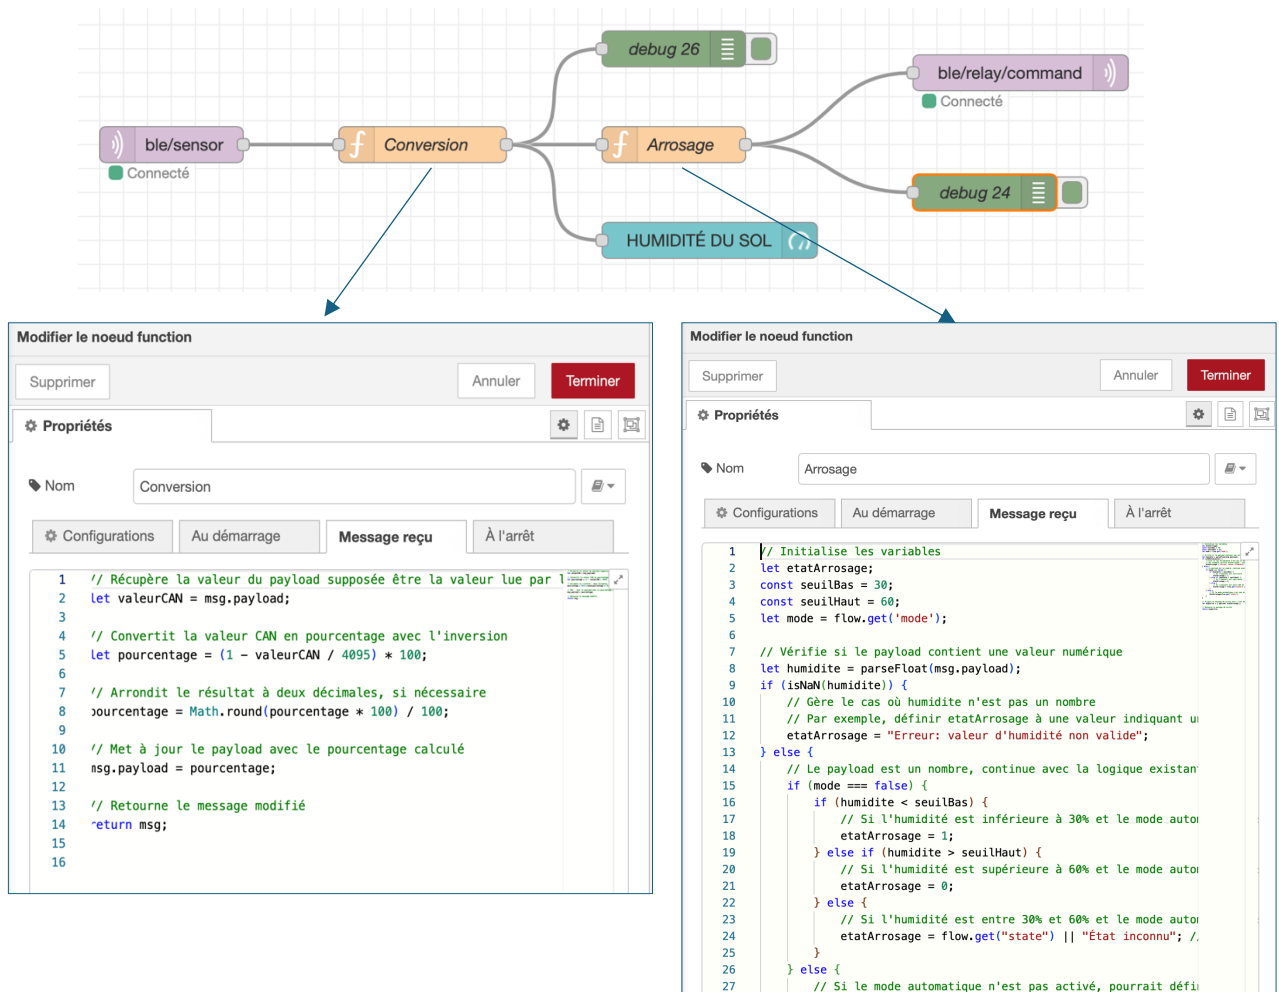 debug 26
ble/relay/command
Connecté
ble/sensor
Connecté
Conversion
Arrosage
debug 24
HUMIDITÉ DU SOL
Modifier le noeud function
Supprimer
Annuler
Terminer
Propriétés
Nom
Conversion
Configurations
Au démarrage
Message reçu
À l'arrêt
1 // Récupère la valeur du payload supposée être la valeur lue par l
2 let valeurCAN = msg.payload;
3
4 // Convertit la valeur CAN en pourcentage avec l'inversion
5 let pourcentage = (1 - valeurCAN / 4095) * 100;
6
7 // Arrondit le résultat à deux décimales, si nécessaire
8 pourcentage = Math.round(pourcentage * 100) / 100;
9
10 // Met à jour le payload avec le pourcentage calculé
11 msg.payload = pourcentage;
12
13 // Retourne le message modifié
14 return msg;
15
16
Modifier le noeud function
Supprimer
Annuler
Terminer
Propriétés
Nom
Arrosage
Configurations
Au démarrage
Message reçu
À l'arrêt
1 // Initialise les variables
2 let etatArrosage;
3 const seuilBas = 30;
4 const seuilHaut = 60;
5 let mode = flow.get('mode');
6
7 // Vérifie si le payload contient une valeur numérique
8 let humidite = parseFloat(msg.payload);
9 if (isNaN(humidite)) {
10 // Gère le cas où humidite n'est pas un nombre
11 // Par exemple, définir etatArrosage à une valeur indiquant u
12 etatArrosage = "Erreur: valeur d'humidité non valide";
13 } else {
14 // Le payload est un nombre, continue avec la logique existan
15 if (mode === false) {
16 if (humidite < seuilBas) {
17 // Si l'humidité est inférieure à 30% et le mode auto
18 etatArrosage = 1;
19 } else if (humidite > seuilHaut) {
20 // Si l'humidité est supérieure à 60% et le mode auto
21 etatArrosage = 0;
22 } else {
23 // Si l'humidité est entre 30% et 60% et le mode auto
24 etatArrosage = flow.get("state") || "État inconnu"; //
25 }
26 } else {
27 // Si le mode automatique n'est pas activé, pourrait défi